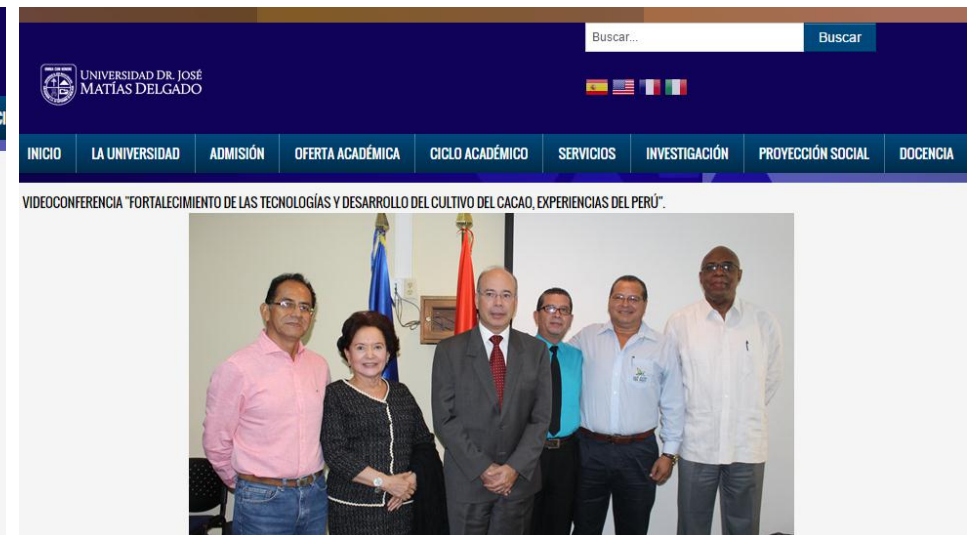 Buscar...
Buscar
UNIVERSIDAD DR. JOSÉ
MATÍAS DELGADO
INICIO
LA UNIVERSIDAD
ADMISIÓN
OFERTA ACADÉMICA
CICLO ACADÉMICO
SERVICIOS
INVESTIGACIÓN
PROYECCIÓN SOCIAL
DOCENCIA
VIDEOCONFERENCIA "FORTALECIMIENTO DE LAS TECNOLOGÍAS Y DESARROLLO DEL CULTIVO DEL CACAO, EXPERIENCIAS DEL PERÚ".